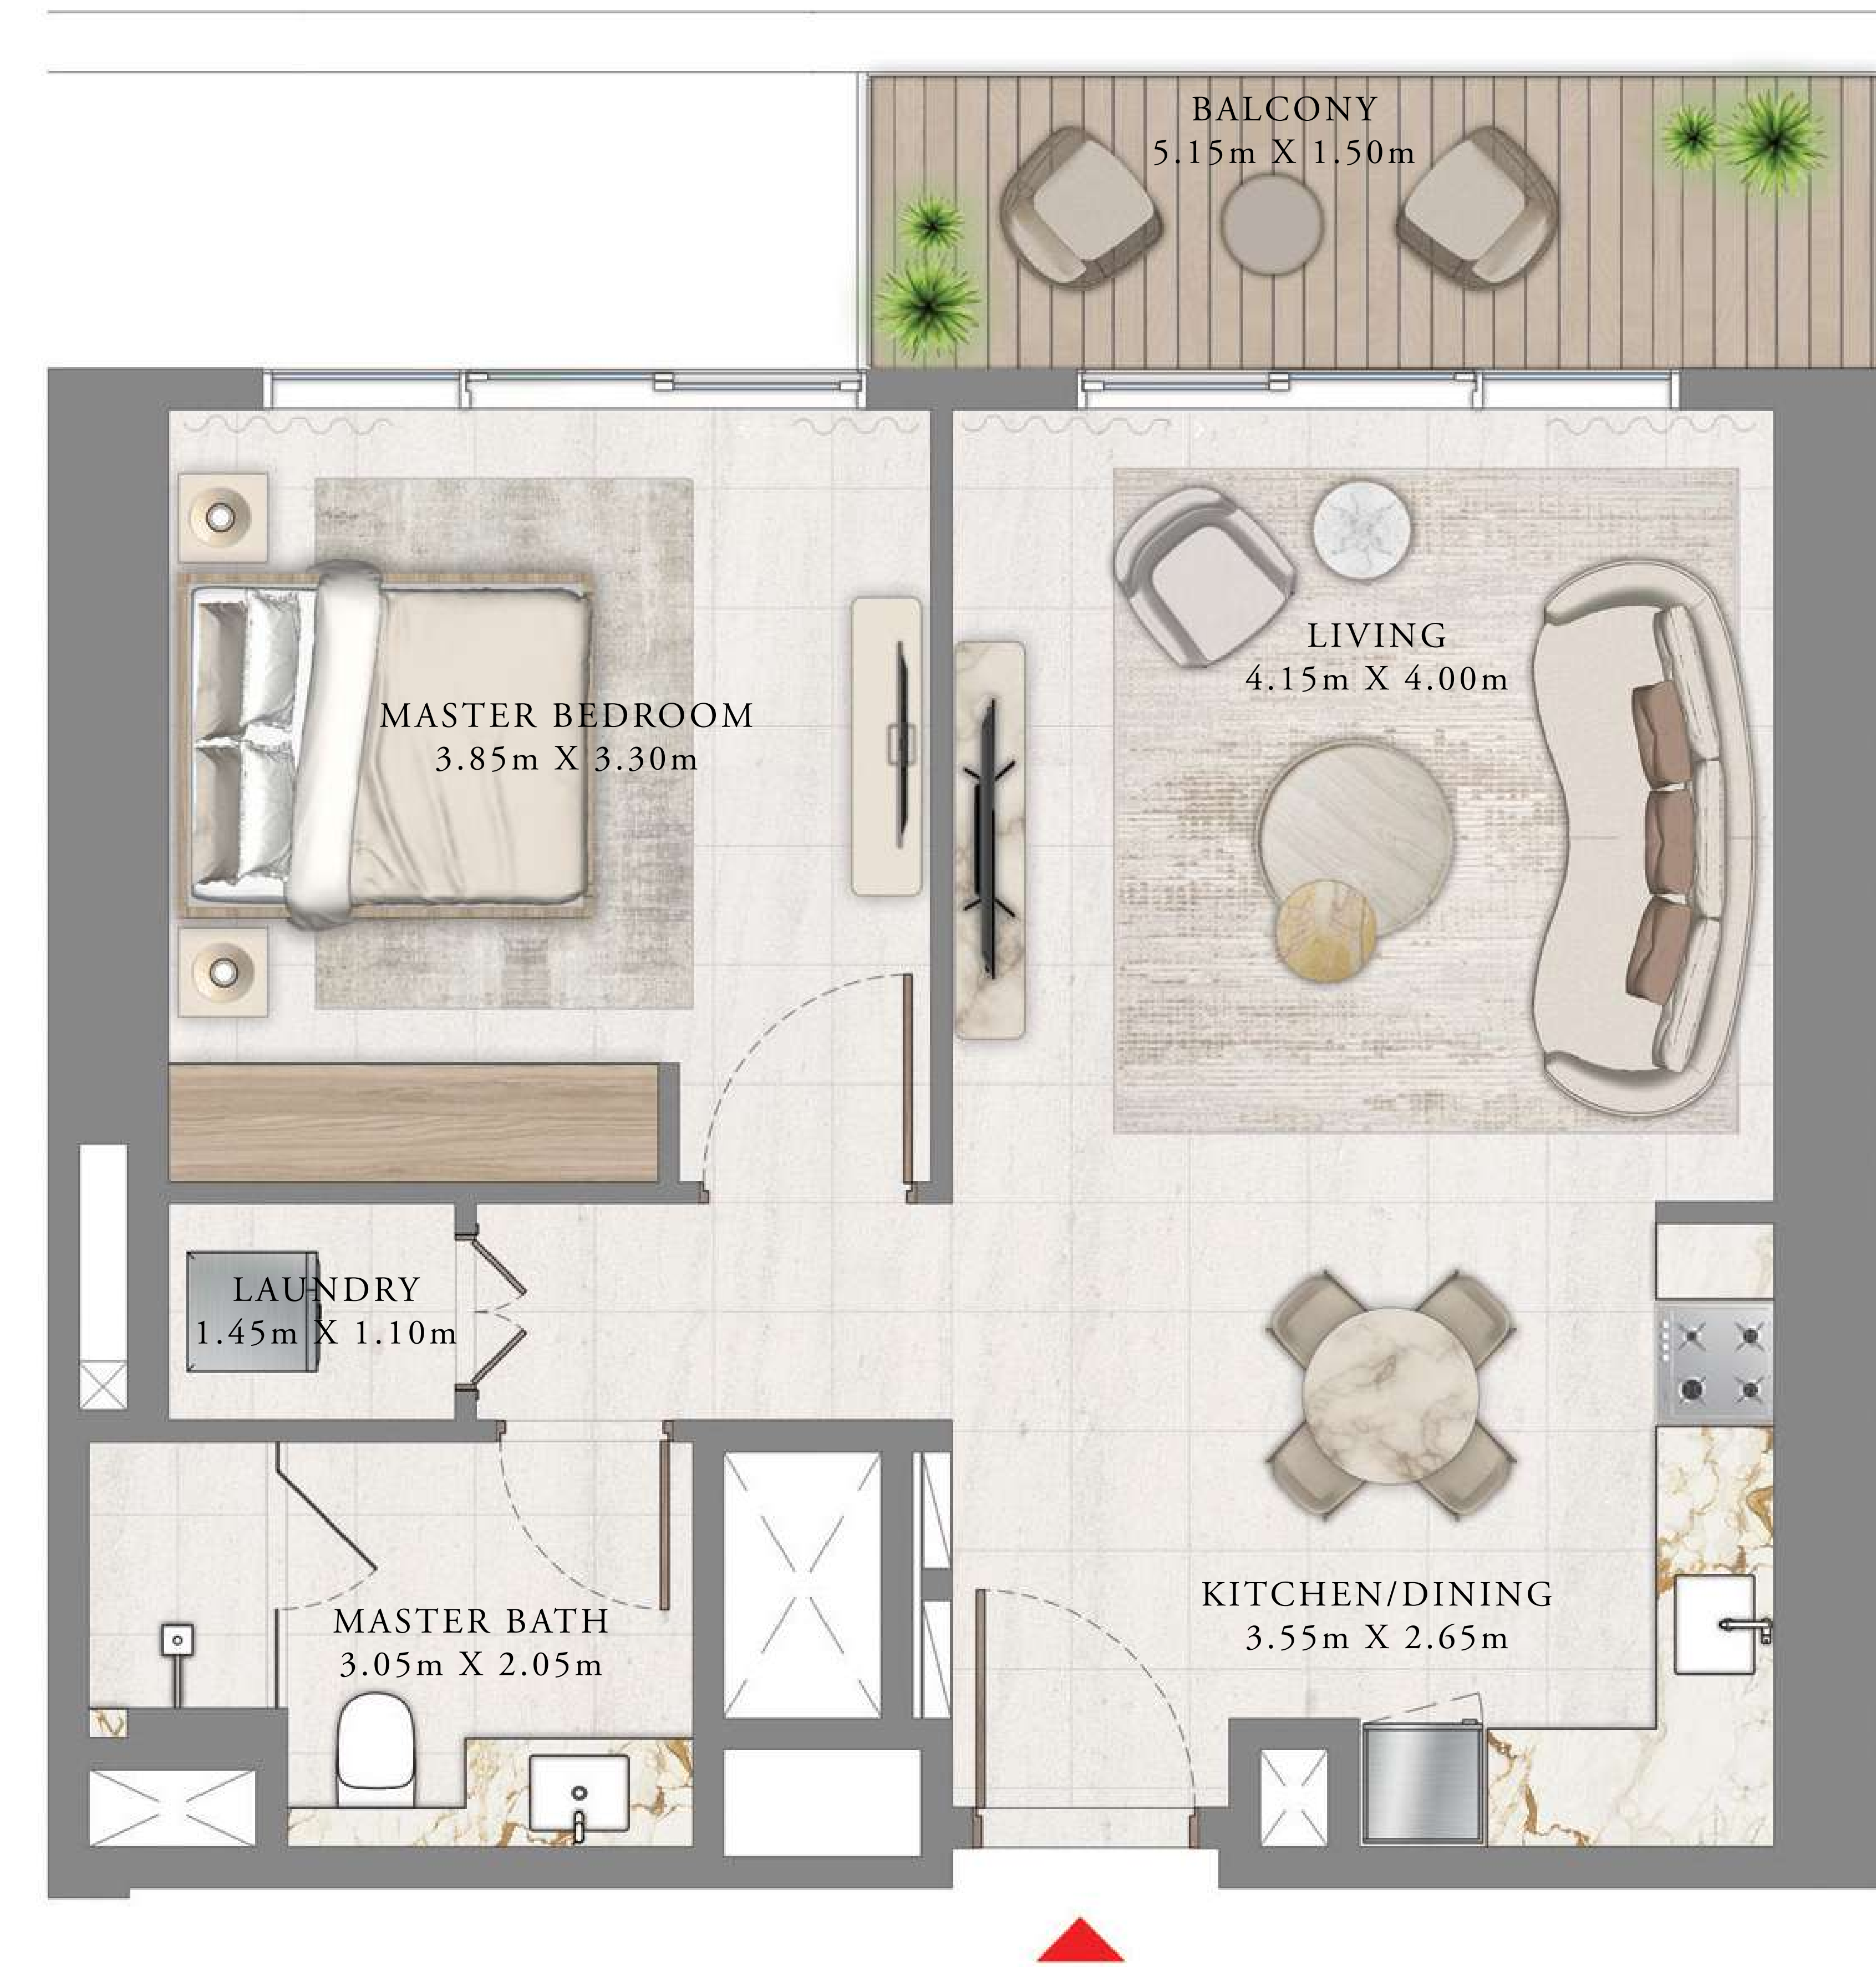 BALCONY
5.15m X 1.50m
LIVING
4.15m X 4.00m
MASTER BEDROOM
3.85m X 3.30m
LAUNDRY
1.45m X 1.10m
KITCHEN/DINING
3.55m X 2.65m
MASTER BATH
3.05m X 2.05m